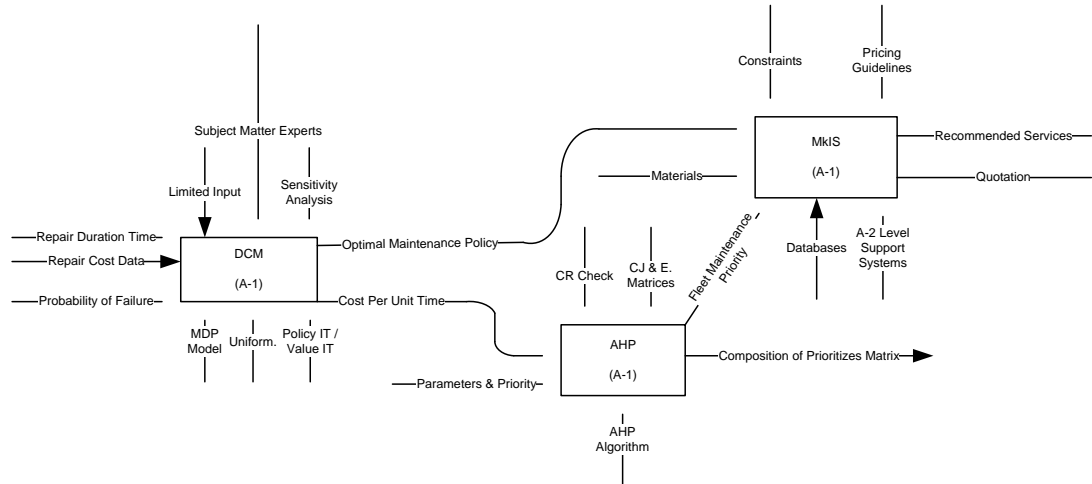 Constraints
Pricing
Guidelines
Subject Matter Experts
MkIS
(A-1)
Recommended Services
Quotation
Materials
Limited Input
Sensitivity
Analysis
Repair Duration Time
Repair Cost Data
Probability of Failure
DCM
(A-1)
Optimal Maintenance Policy
Cost Per Unit Time
CR Check
CJ & E.
Matrices
Fleet Maintenance
Priority
Databases
A-2 Level
Support
Systems
MDP
Model
Uniform.
Policy IT /
Value IT
AHP
(A-1)
Composition of Prioritizes Matrix
Parameters & Priority
AHP
Algorithm